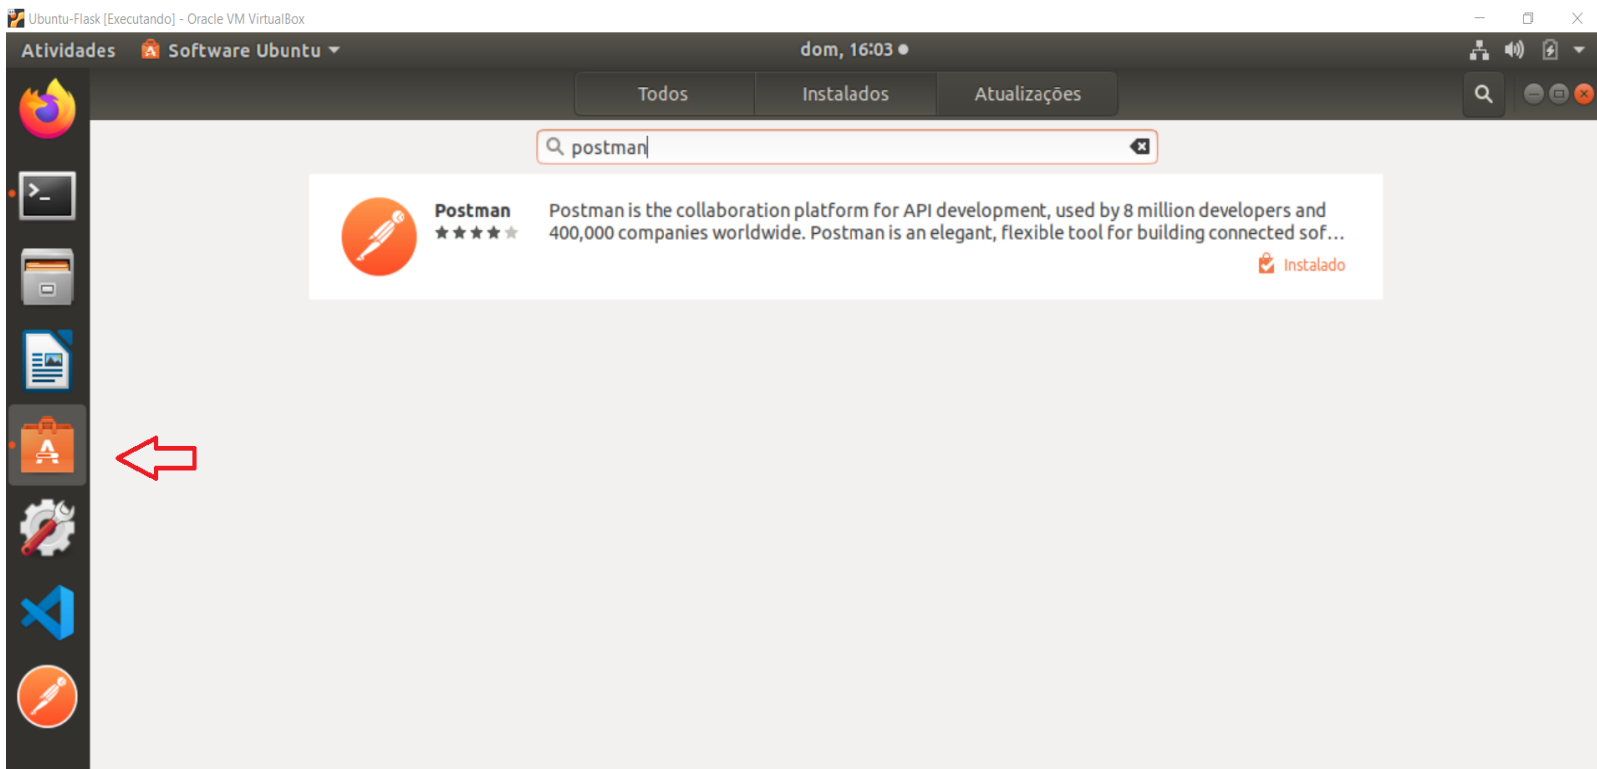 Ubuntu-Flask [Executando] - Oracle VM VirtualBox
Atividades Software Ubuntu dom, 16:03
Todos Instalados Atualizações
postman
Postman Postman is the collaboration platform for API development, used by 8 million developers and
400,000 companies worldwide. Postman is an elegant, flexible tool for building connected sof...
Instalado